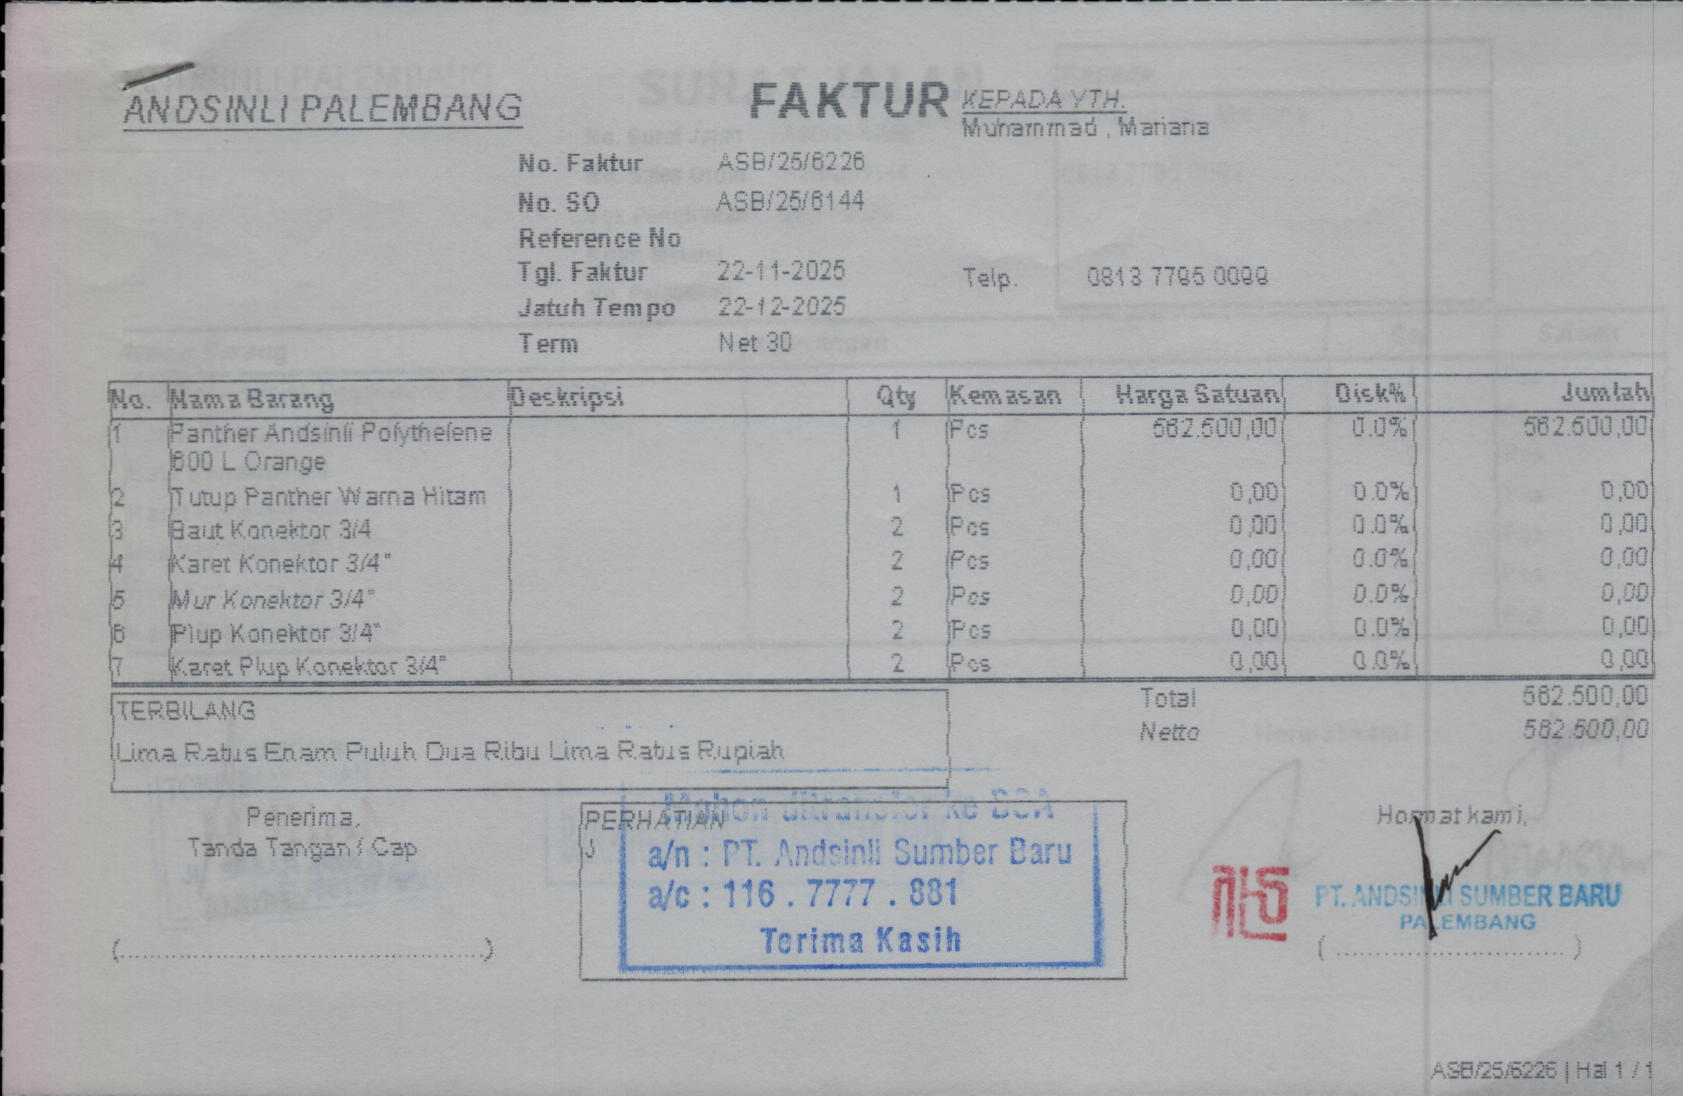 ANDSINLI PALEMBANG
FAKTUR
KEPADA YTH.
Muhammad , Mariana
No. Faktur ASB/25/6226
No. SO ASB/25/6144
Reference No
Tgl. Faktur 22-11-2025
Telp. 0813 7795 0099
Jatuh Tempo 22-12-2025
Term Net 30
No. Nama Barang Deskripsi Qty Kemasan Harga Satuan Disk% Jumlah
1 Panther Andsinli Polythelene 1 Pcs 562.500,00 0.0% 562.500,00
600 L Orange
2 Tutup Panther Warna Hitam 1 Pcs 0,00 0.0% 0,00
3 Baut Konektor 3/4 2 Pcs 0,00 0.0% 0,00
4 Karet Konektor 3/4" 2 Pcs 0,00 0.0% 0,00
5 Mur Konektor 3/4" 2 Pcs 0,00 0.0% 0,00
6 Plup Konektor 3/4" 2 Pcs 0,00 0.0% 0,00
7 Karet Plup Konektor 3/4" 2 Pcs 0,00 0.0% 0,00
Total 562.500,00
Netto 562.500,00
TERBILANG
Lima Ratus Enam Puluh Dua Ribu Lima Ratus Rupiah
Penerima,
Tanda Tangan / Cap
(...............................................)
PERHATIAN
J
Mohon ditransfer ke BCA
a/n : PT. Andsinli Sumber Baru
a/c : 116 . 7777 . 881
Terima Kasih
Hormat kami,
PT. ANDSINLI SUMBER BARU
PALEMBANG
( ............................. )
ASB/25/6226 | Hal 1 / 1